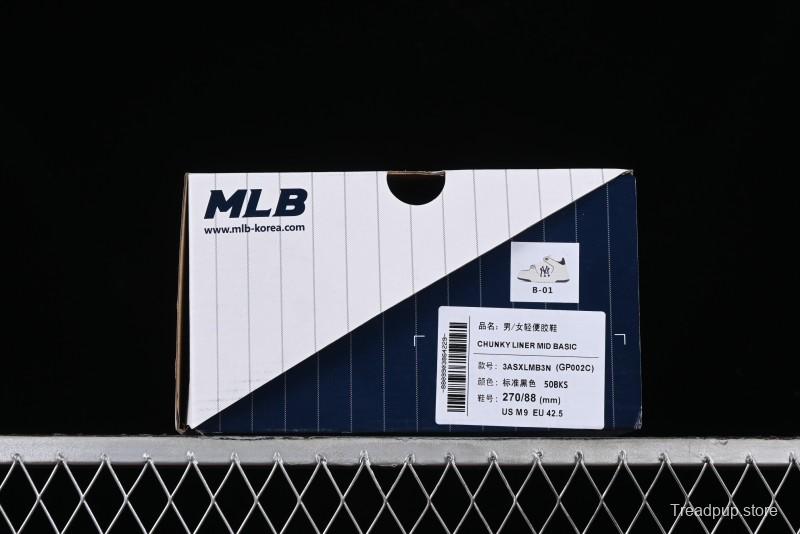 MLB
www.mlb-korea.com
NY
B-01
品名: 男/女轻便胶鞋
CHUNKY LINER MID BASIC
款号: 3ASXLMB3N (GP002C)
颜色: 标准黑色 50BKS
鞋号: 270/88 (mm)
US M9 EU 42.5
Treadpup.store